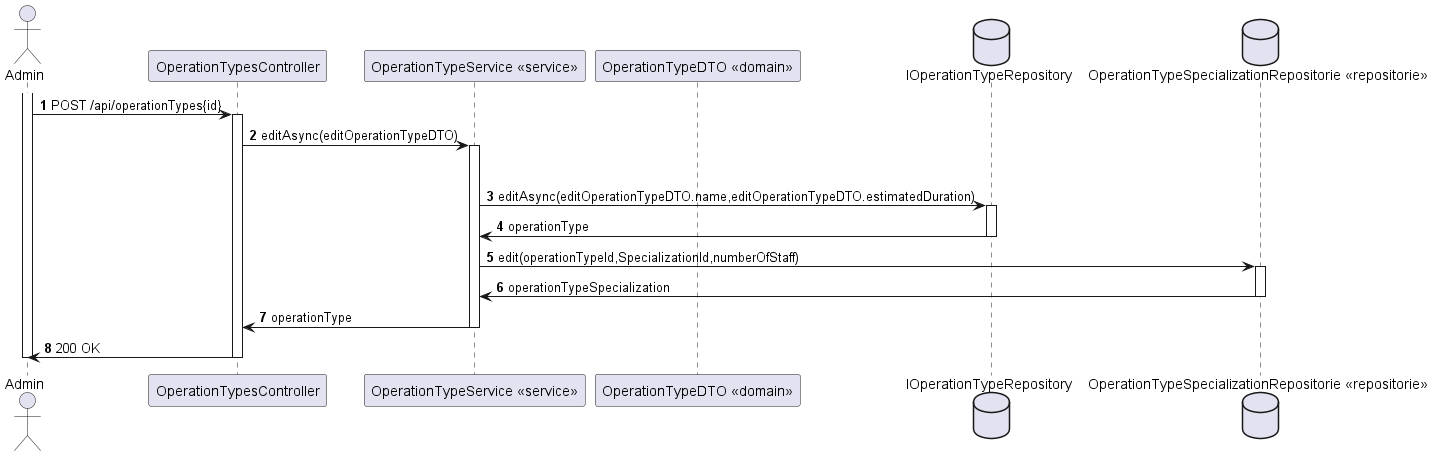 Admin
OperationTypesController
OperationTypeService «service»
OperationTypeDTO «domain»
IOperationTypeRepository
OperationTypeSpecializationRepositorie «repositorie»
1 POST /api/operationTypes{id}
2 editAsync(editOperationTypeDTO)
3 editAsync(editOperationTypeDTO.name,editOperationTypeDTO.estimatedDuration)
4 operationType
5 edit(operationTypeId,SpecializationId,numberOfStaff)
6 operationTypeSpecialization
7 operationType
8 200 OK
Admin
OperationTypesController
OperationTypeService «service»
OperationTypeDTO «domain»
IOperationTypeRepository
OperationTypeSpecializationRepositorie «repositorie»